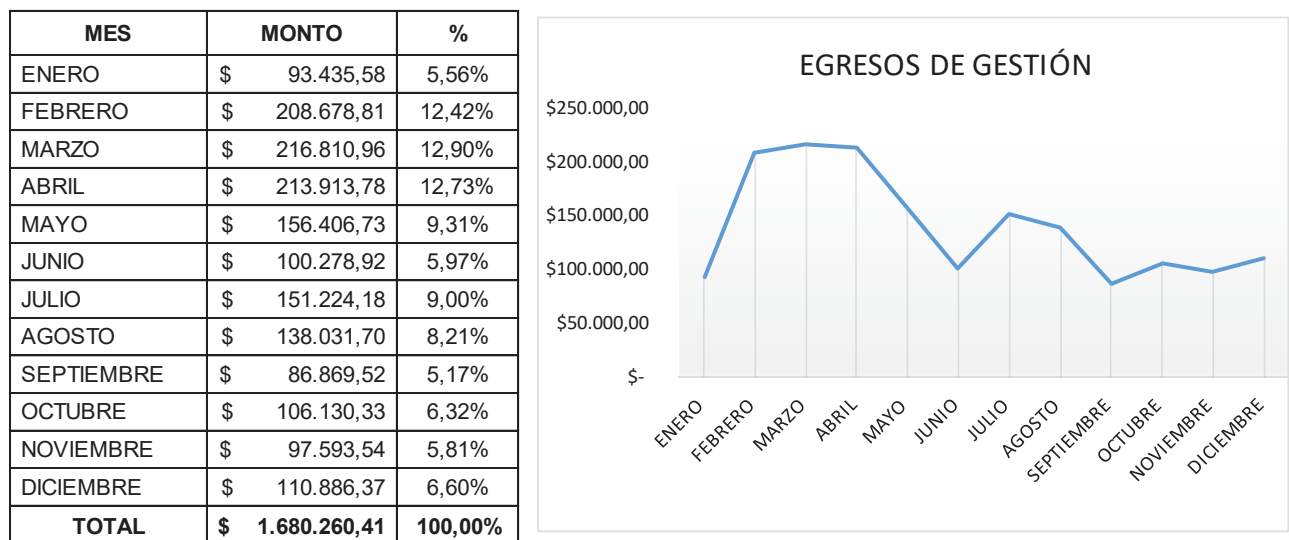 MES MONTO %
ENERO $ 93.435,58 5,56%
FEBRERO $ 208.678,81 12,42%
MARZO $ 216.810,96 12,90%
ABRIL $ 213.913,78 12,73%
MAYO $ 156.406,73 9,31%
JUNIO $ 100.278,92 5,97%
JULIO $ 151.224,18 9,00%
AGOSTO $ 138.031,70 8,21%
SEPTIEMBRE $ 86.869,52 5,17%
OCTUBRE $ 106.130,33 6,32%
NOVIEMBRE $ 97.593,54 5,81%
DICIEMBRE $ 110.886,37 6,60%
TOTAL $ 1.680.260,41 100,00%
EGRESOS DE GESTIÓN
$250.000,00
$200.000,00
$150.000,00
$100.000,00
$50.000,00
$-
ENERO
FEBRERO
MARZO
ABRIL
MAYO
JUNIO
JULIO
AGOSTO
SEPTIEMBRE
OCTUBRE
NOVIEMBRE
DICIEMBRE